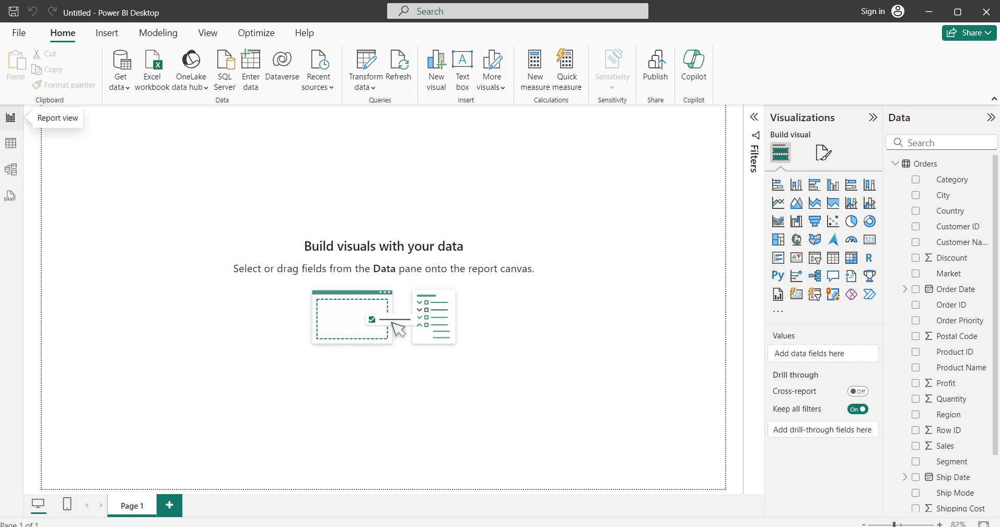 Untitled - Power BI Desktop
Search
Sign in
File
Home
Insert
Modeling
View
Optimize
Help
Share
Paste
Cut
Copy
Format painter
Clipboard
Get
data
Excel
workbook
OneLake
data hub
SQL
Server
Enter
data
Dataverse
Recent
sources
Data
Transform
data
Refresh
Queries
New
visual
A
Text
box
More
visuals
Insert
New
measure
Quick
measure
Calculations
Sensitivity
Sensitivity
Publish
Share
Copilot
Copilot
Report view
DAX
Build visuals with your data
Select or drag fields from the Data pane onto the report canvas.
Filters
Visualizations
Build visual
123
R
Py
123
...
Values
Add data fields here
Drill through
Cross-report
Off
Keep all filters
On
Add drill-through fields here
Data
Search
Orders
Category
City
Country
Customer ID
Customer Na...
Σ Discount
Market
Order Date
Order ID
Order Priority
Σ Postal Code
Product ID
Product Name
Σ Profit
Σ Quantity
Region
Σ Row ID
Σ Sales
Segment
Ship Date
Ship Mode
Σ Shipping Cost
Page 1
+
Page 1 of 1
- + 82%